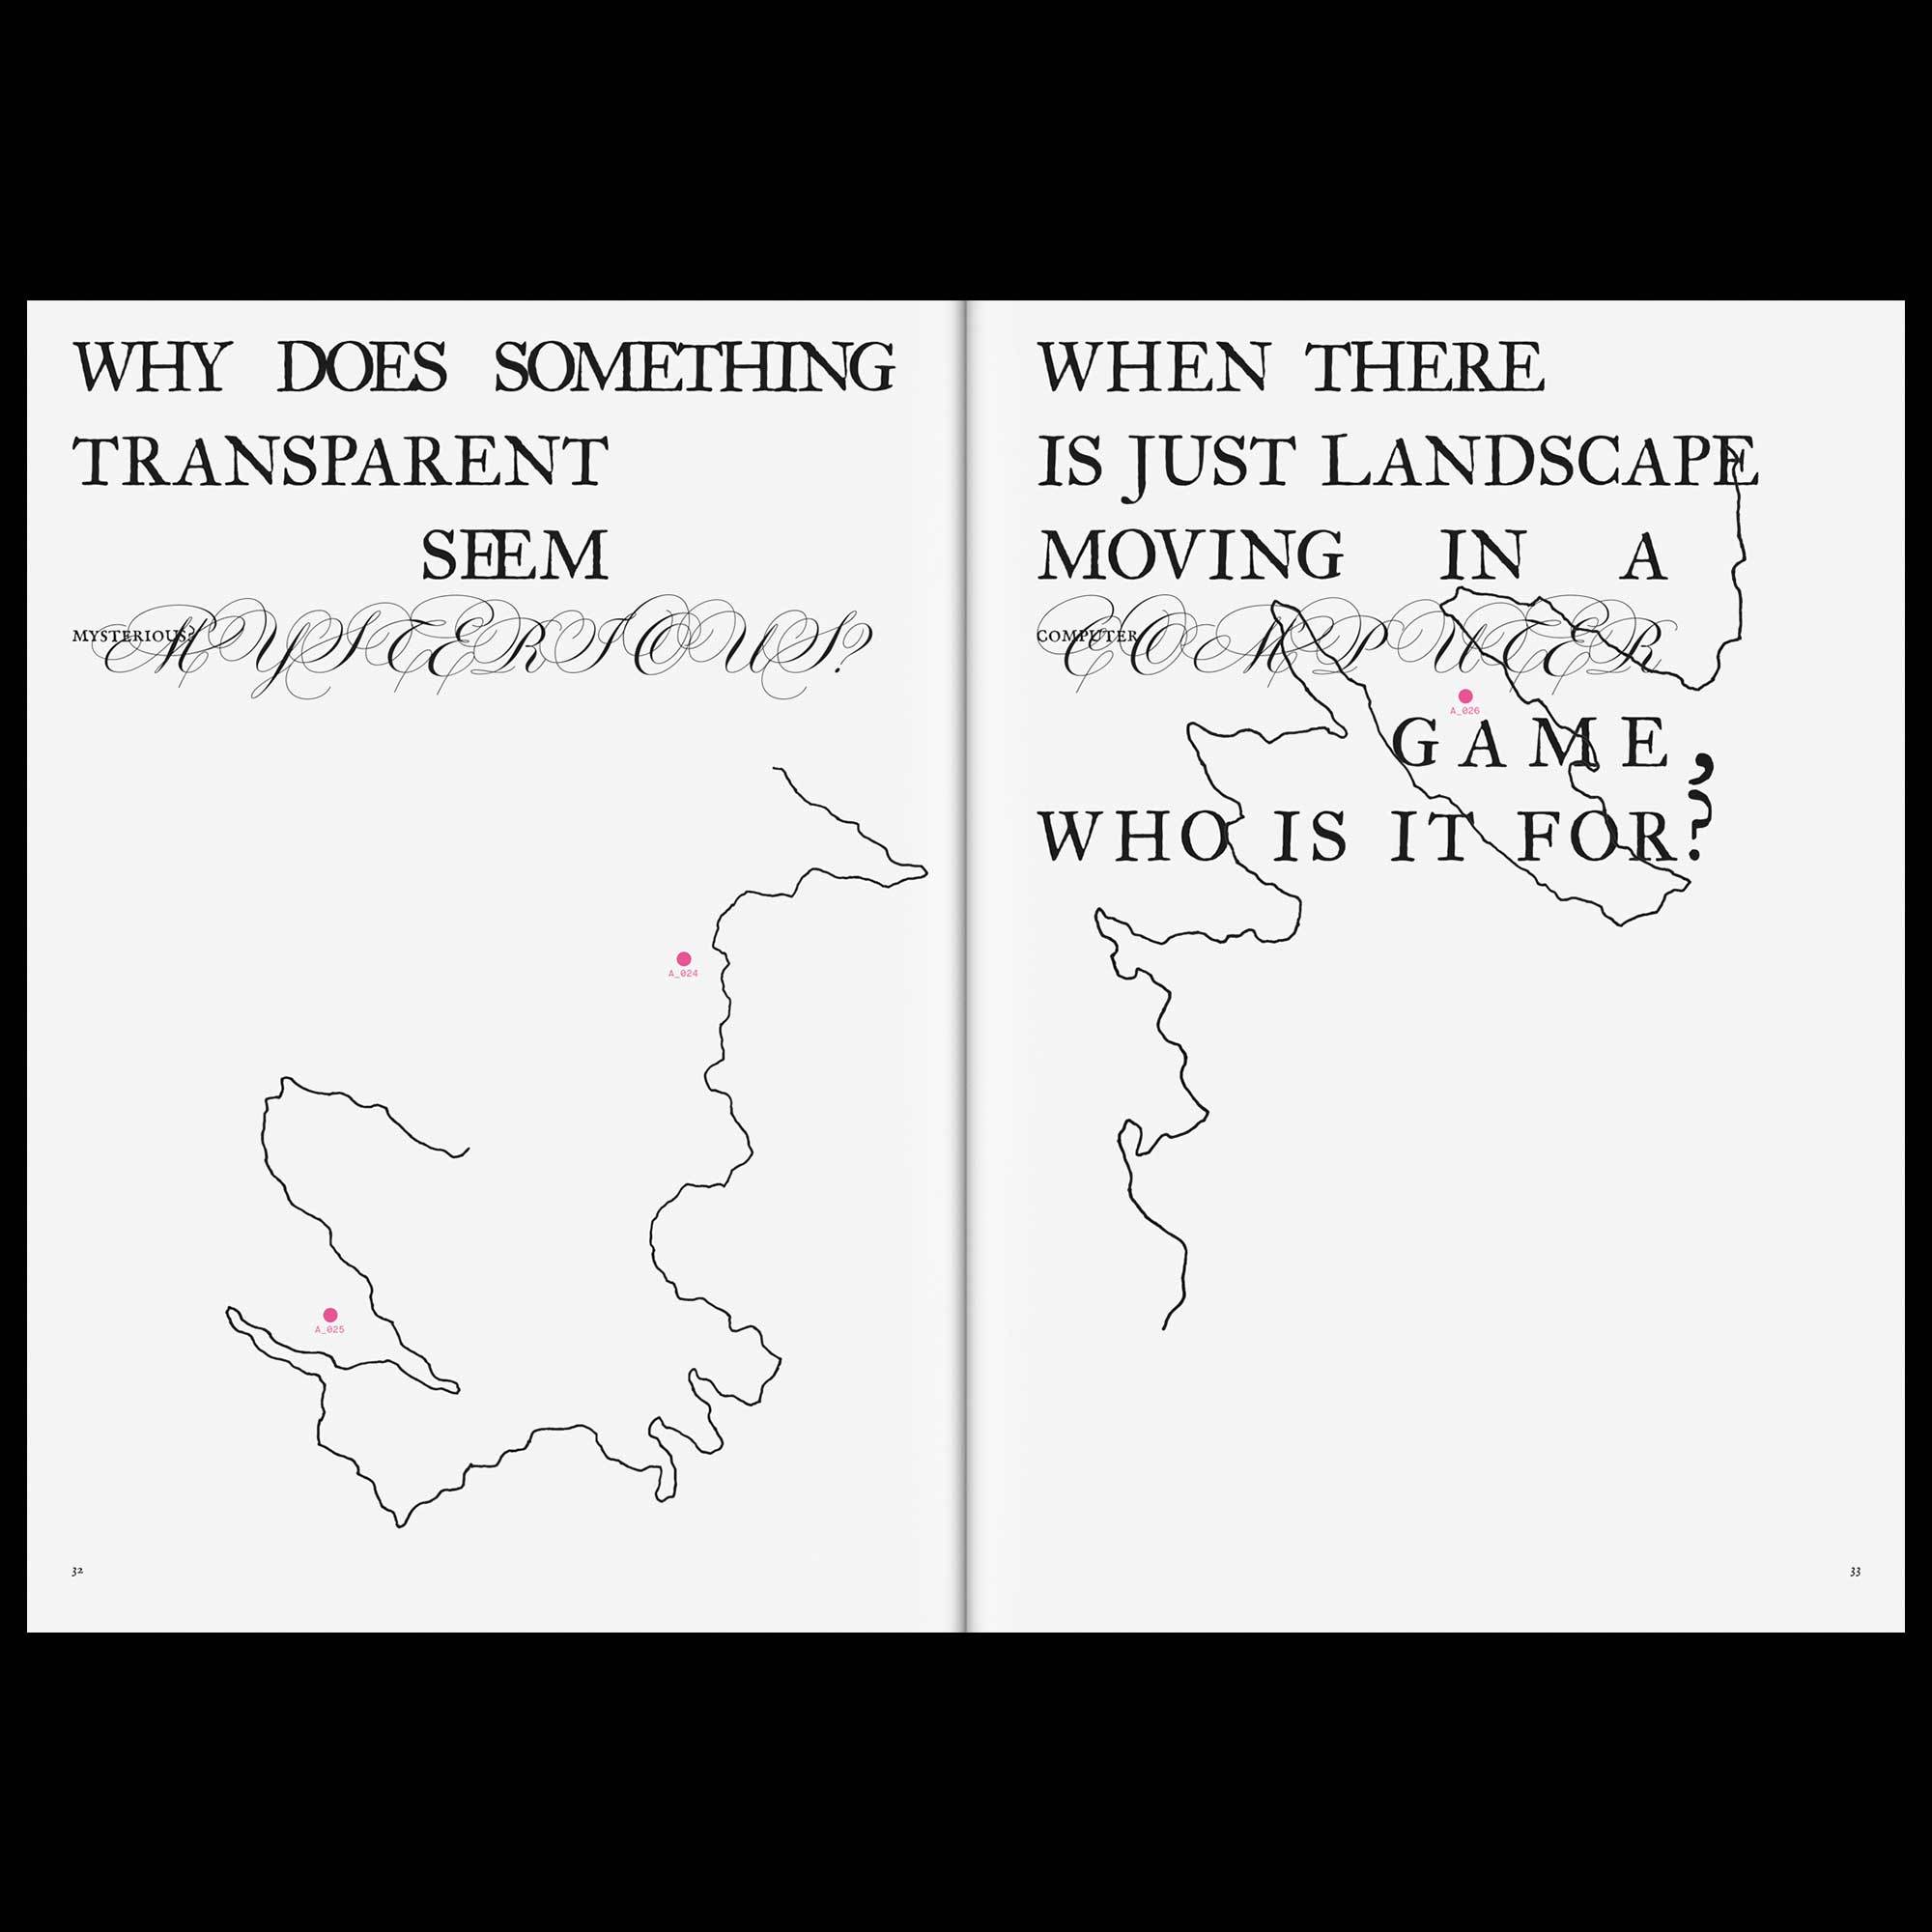 WHY DOES SOMETHING
TRANSPARENT
SEEM
MYSTERIOUS? MYSTERIOUS?
A_024
A_025
32
WHEN THERE
IS JUST LANDSCAPE
MOVING IN A
COMPUTER COMPUTER
A_026
GAME,
WHO IS IT FOR?
33